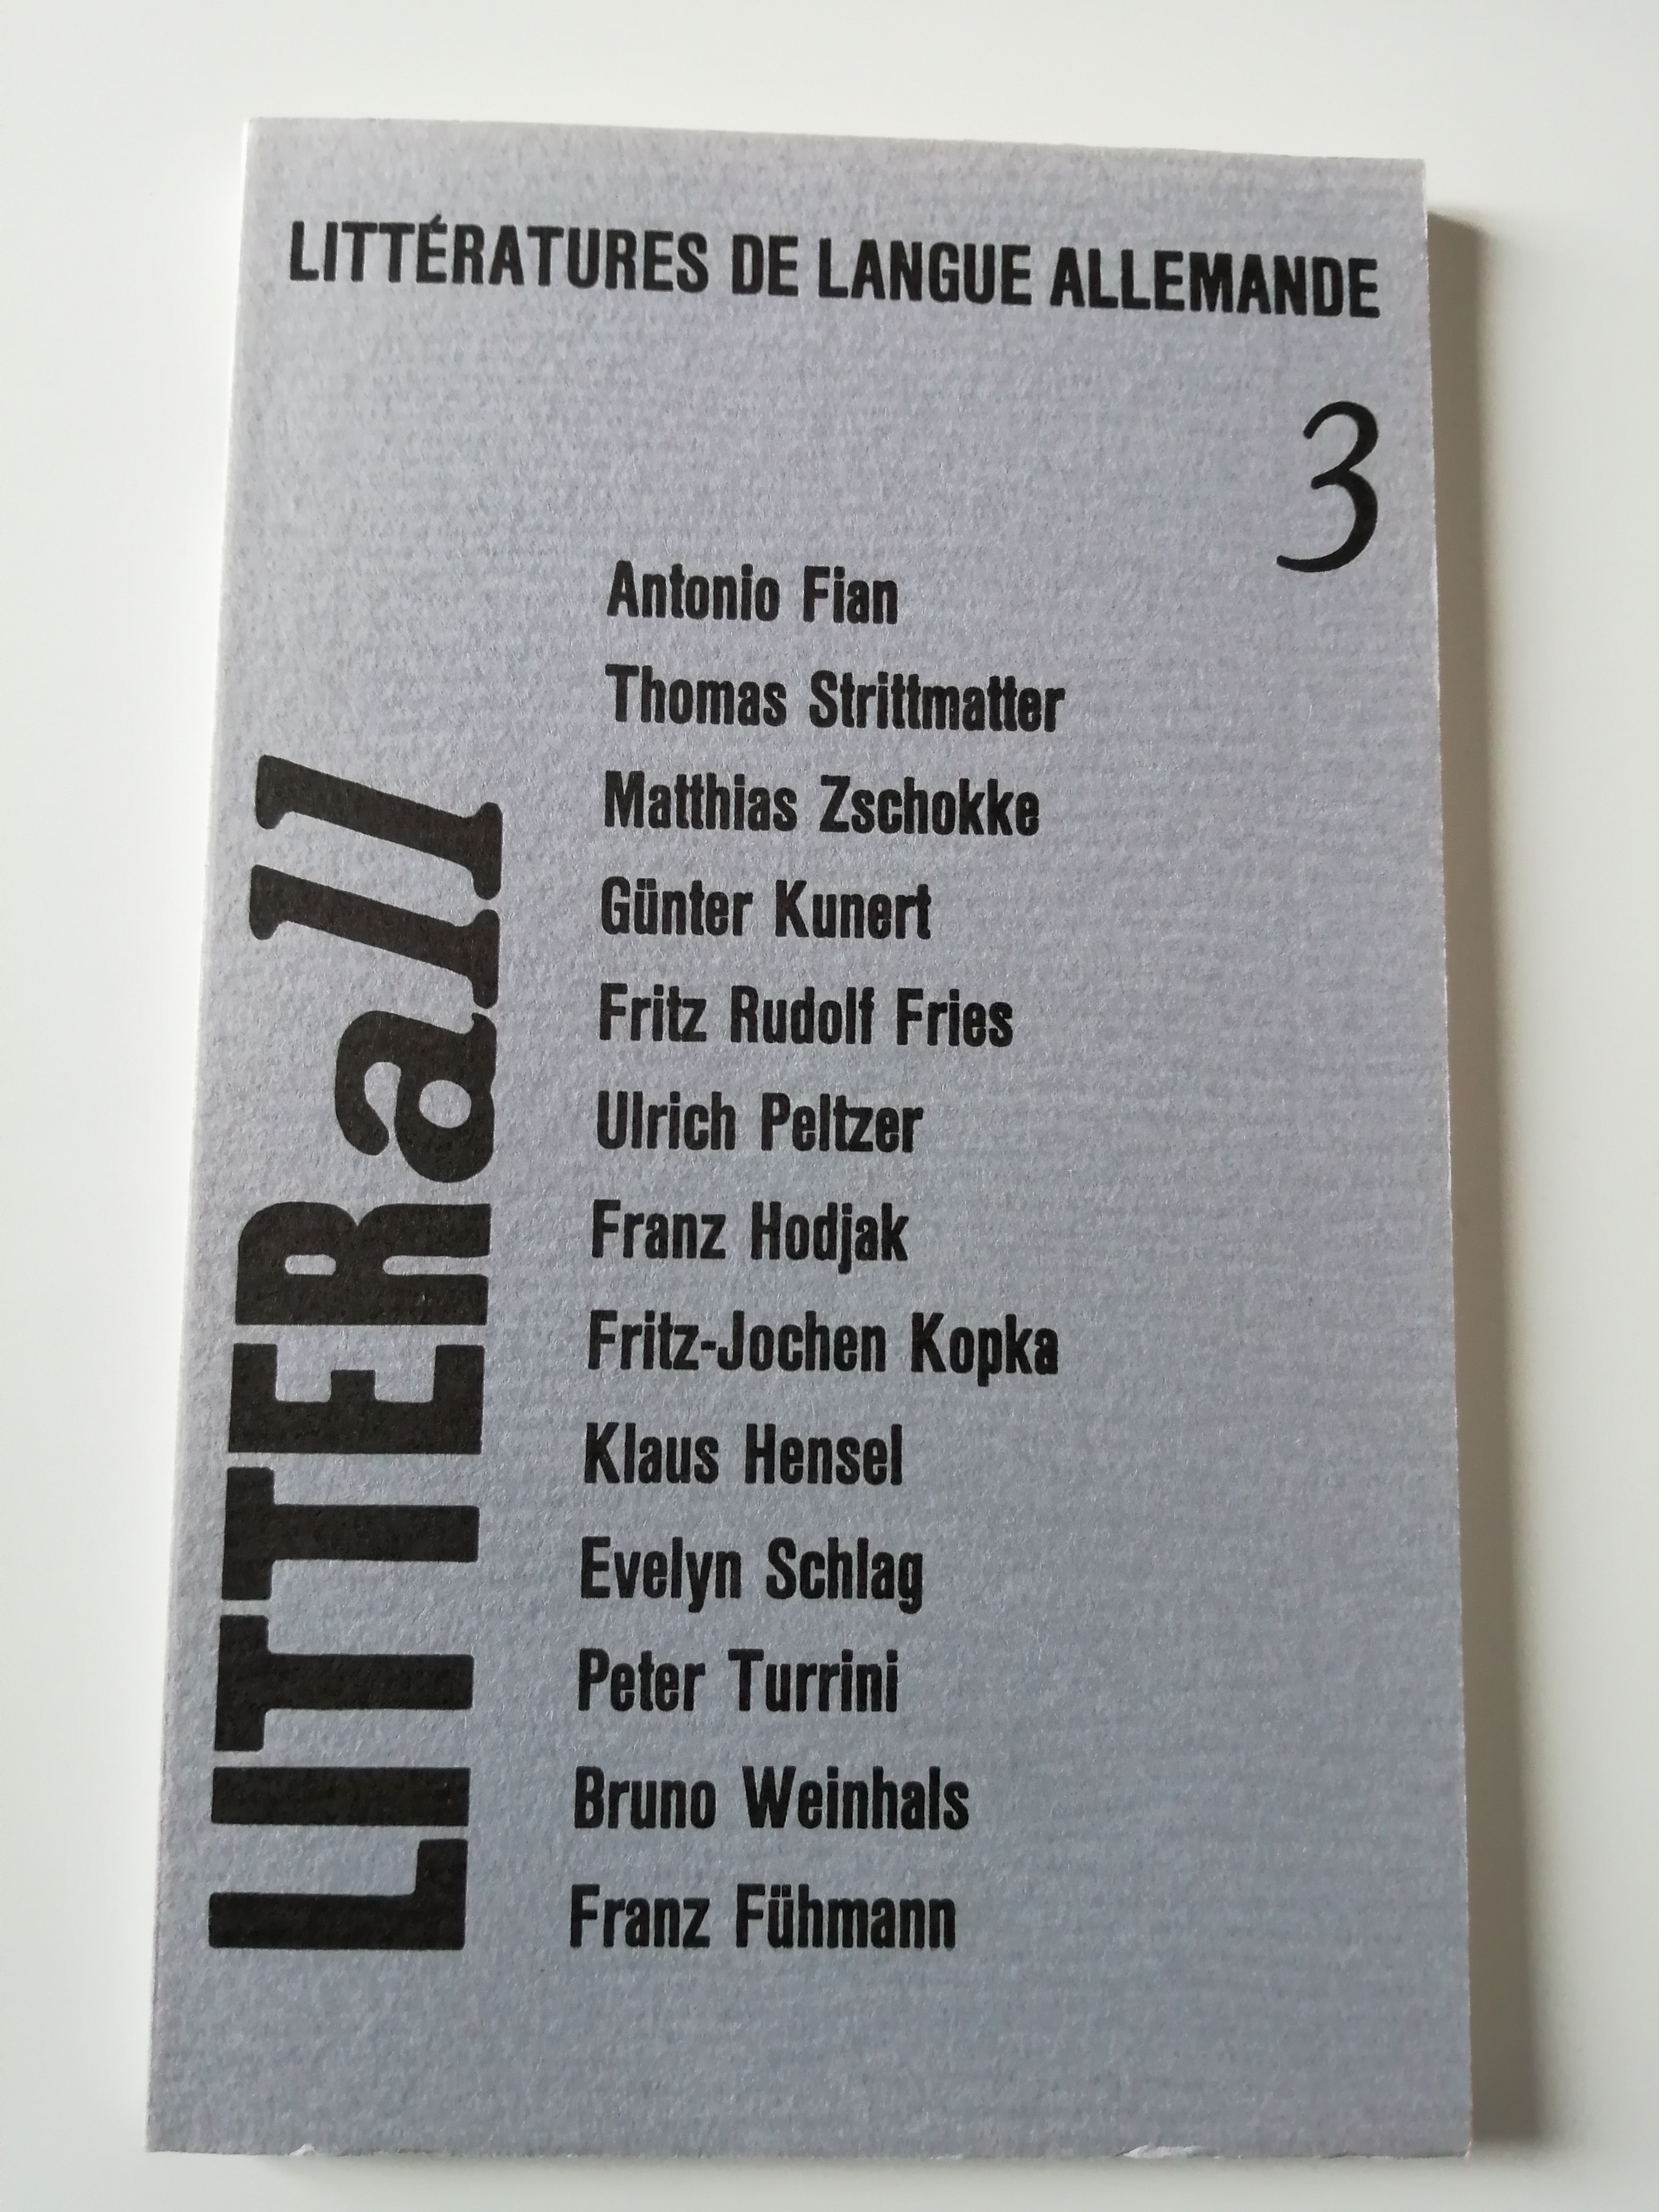 LITTÉRATURES DE LANGUE ALLEMANDE
3
LITTERall
Antonio Fian
Thomas Strittmatter
Matthias Zschokke
Günter Kunert
Fritz Rudolf Fries
Ulrich Peltzer
Franz Hodjak
Fritz-Jochen Kopka
Klaus Hensel
Evelyn Schlag
Peter Turrini
Bruno Weinhals
Franz Fühmann